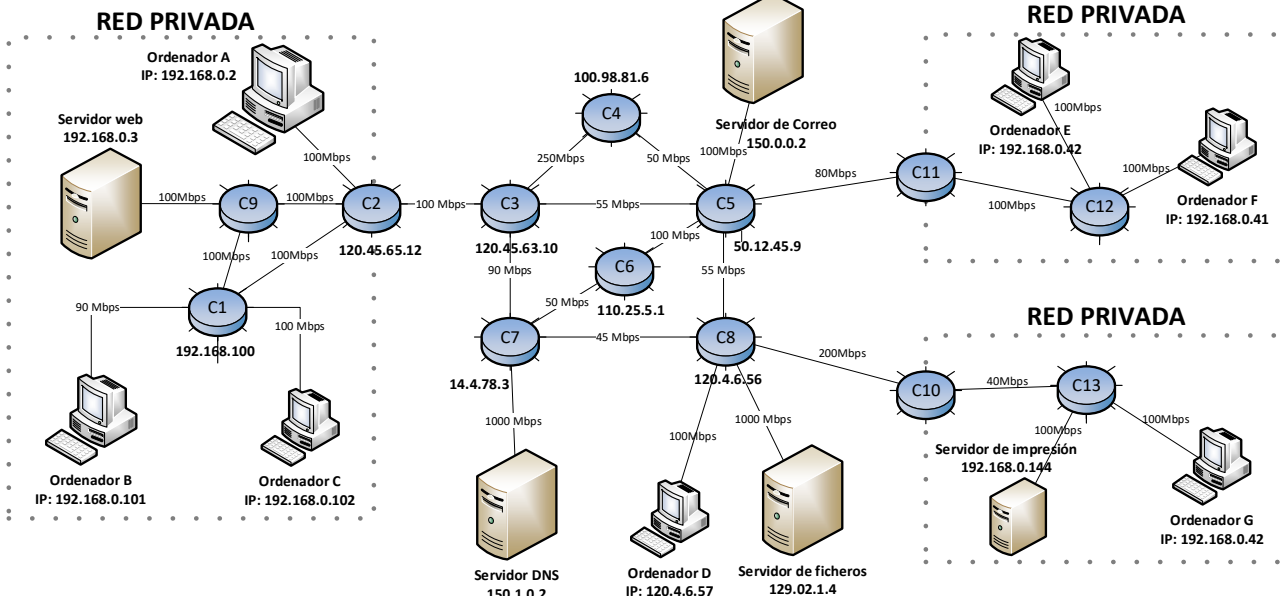 RED PRIVADA
Ordenador A
IP: 192.168.0.2
Servidor web
192.168.0.3
100Mbps
100Mbps
C9
100Mbps
C2
120.45.65.12
100Mbps
100Mbps
C1
192.168.100
90 Mbps
100 Mbps
Ordenador B
IP: 192.168.0.101
Ordenador C
IP: 192.168.0.102
100 Mbps
C3
120.45.63.10
100.98.81.6
C4
250Mbps
50 Mbps
55 Mbps
Servidor de Correo
150.0.0.2
100Mbps
C5
50.12.45.9
100 Mbps
C6
110.25.5.1
90 Mbps
50 Mbps
55 Mbps
C7
14.4.78.3
45 Mbps
C8
120.4.6.56
1000 Mbps
100Mbps
1000 Mbps
Servidor DNS
150.1.0.2
Ordenador D
IP: 120.4.6.57
Servidor de ficheros
129.02.1.4
80Mbps
200Mbps
RED PRIVADA
C11
100Mbps
C12
100Mbps
Ordenador E
IP: 192.168.0.42
100Mbps
Ordenador F
IP: 192.168.0.41
RED PRIVADA
C10
40Mbps
C13
100Mbps
100Mbps
Servidor de impresión
192.168.0.144
Ordenador G
IP: 192.168.0.42